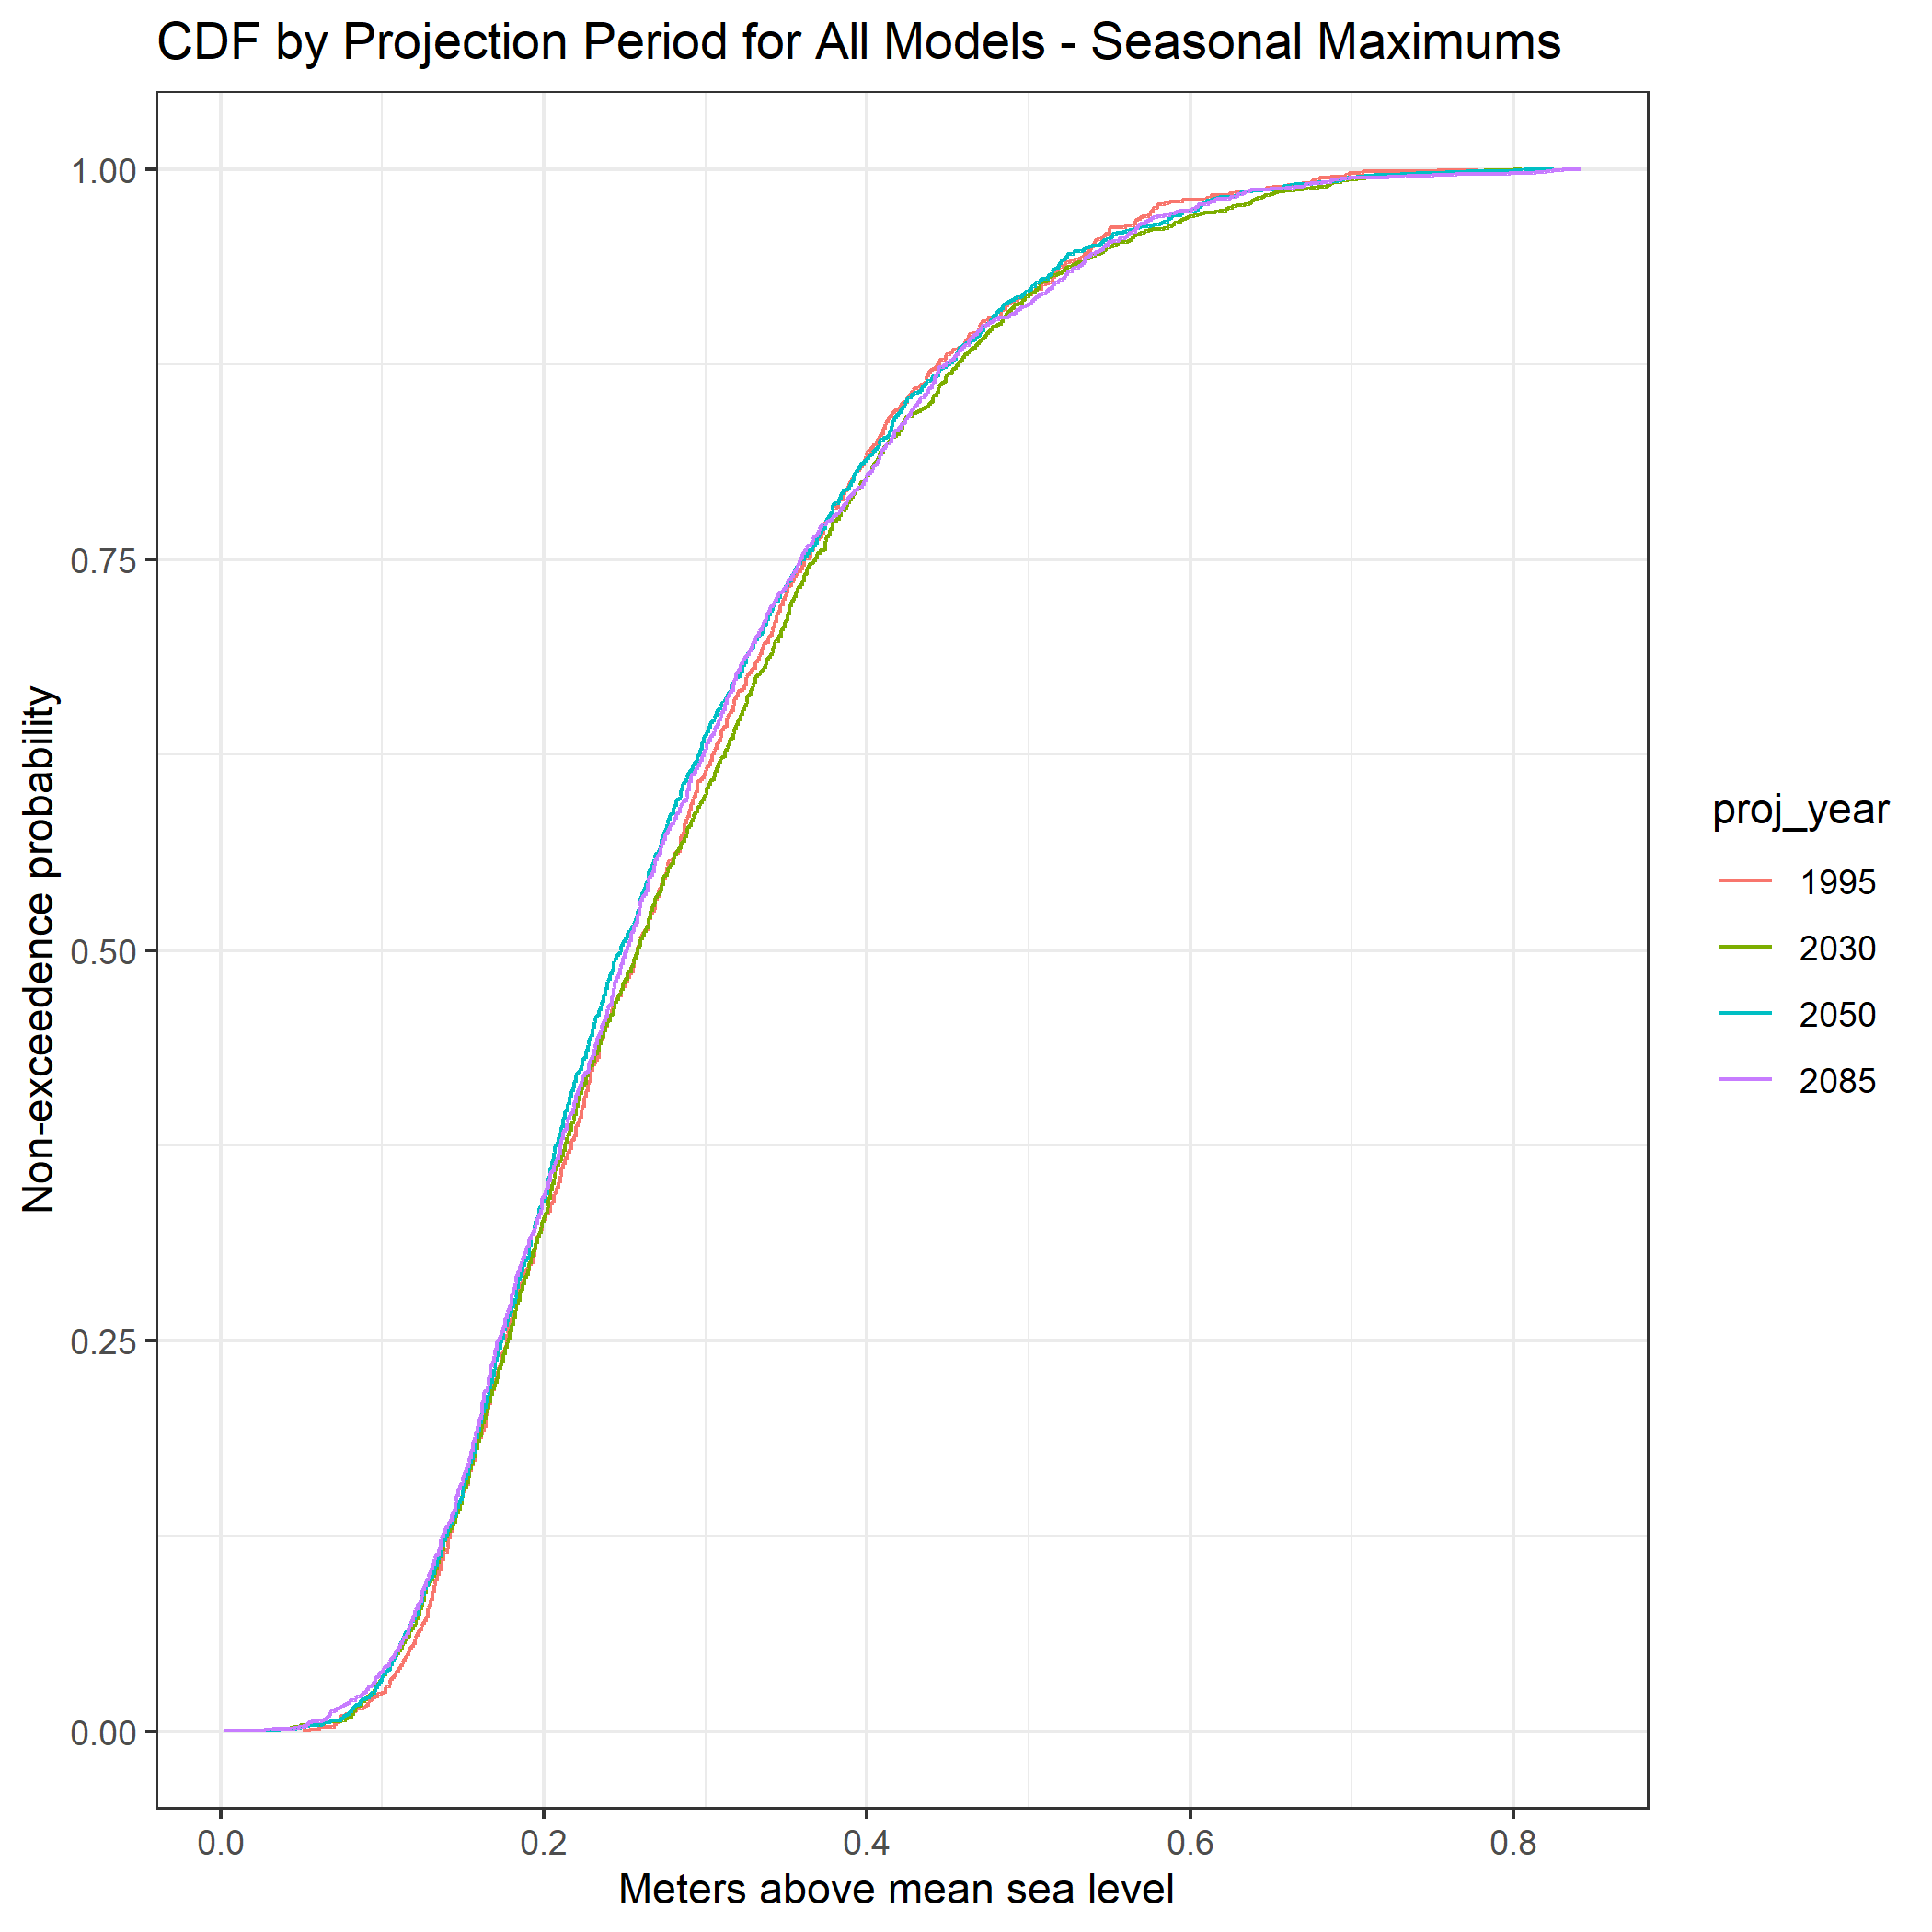 CDF by Projection Period for All Models - Seasonal Maximums
1.00
0.75
0.50
0.25
0.00
Non-exceedence probability
0.0 0.2 0.4 0.6 0.8
Meters above mean sea level
proj_year
1995
2030
2050
2085